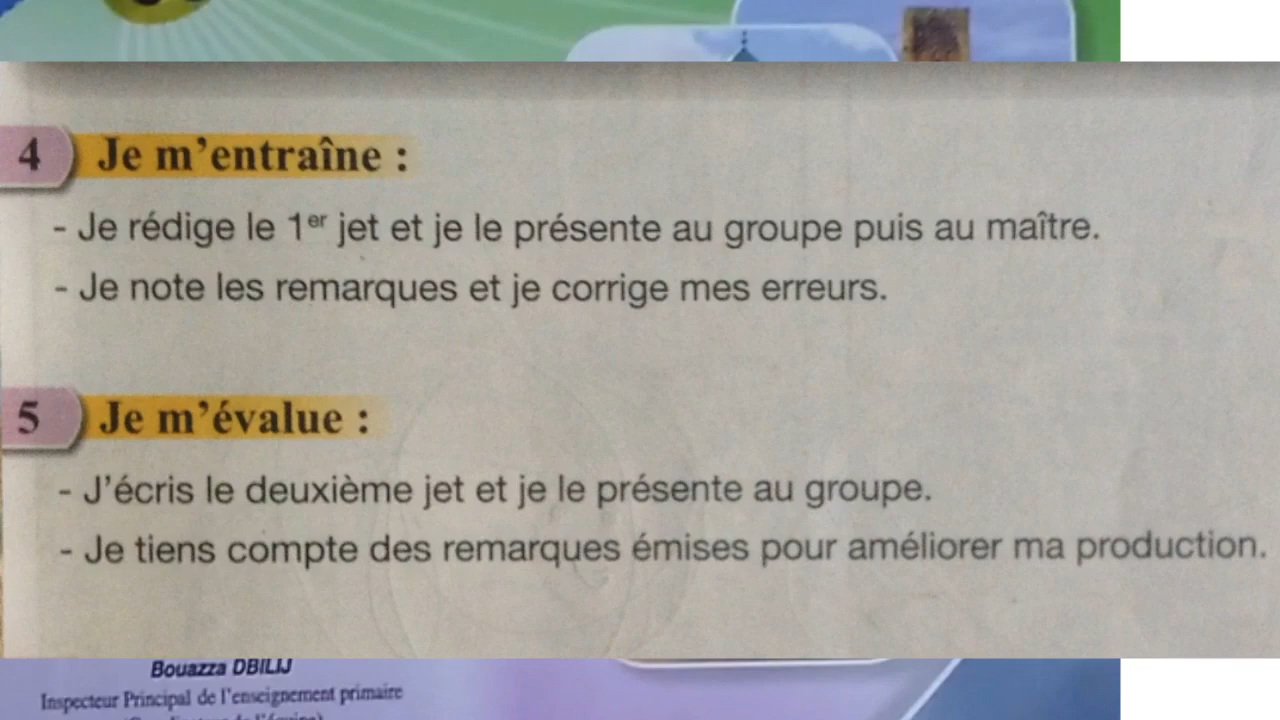 4 Je m'entraîne :
- Je rédige le 1er jet et je le présente au groupe puis au maître.
- Je note les remarques et je corrige mes erreurs.
5 Je m'évalue :
- J'écris le deuxième jet et je le présente au groupe.
- Je tiens compte des remarques émises pour améliorer ma production.
Bouazza DBILIJ
Inspecteur Principal de l'enseignement primaire